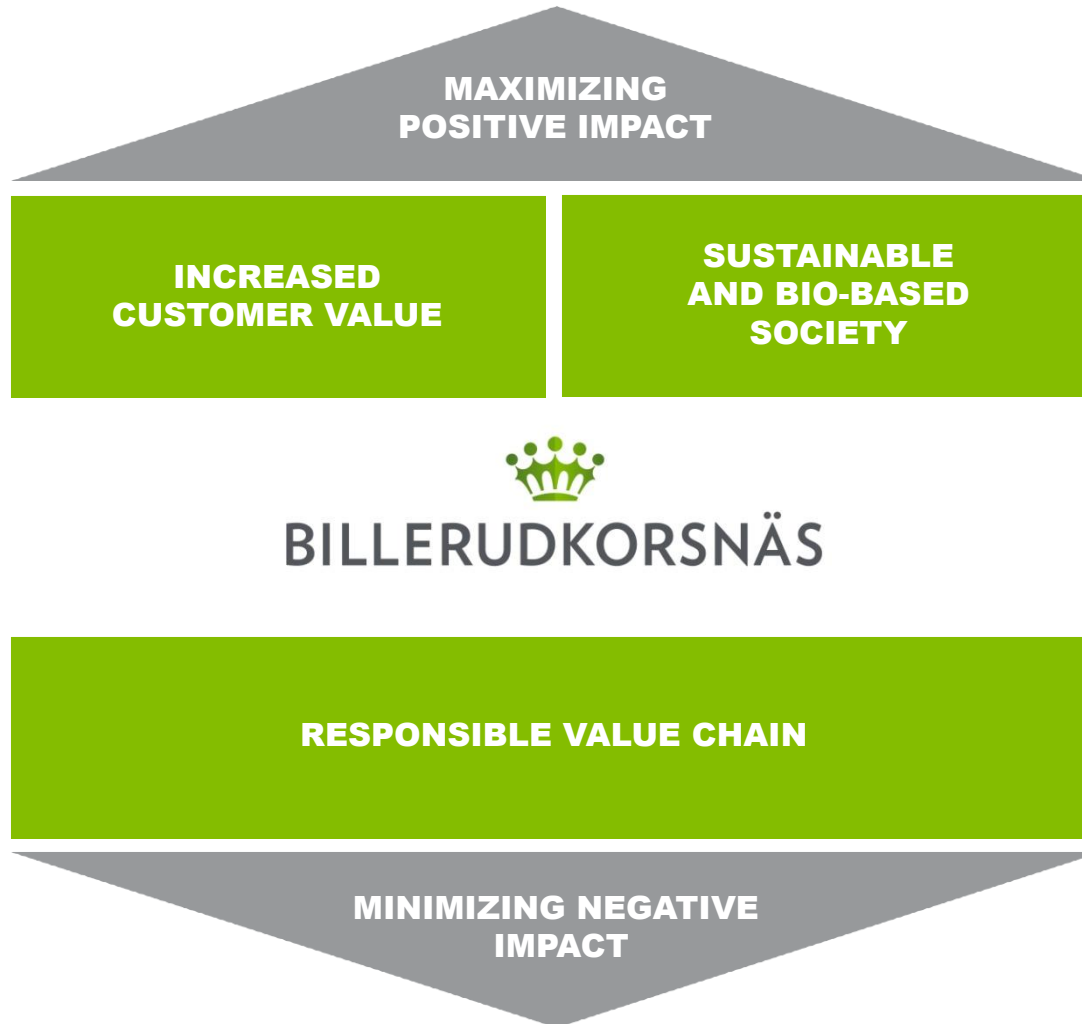 MAXIMIZING
POSITIVE IMPACT
INCREASED
CUSTOMER VALUE
SUSTAINABLE
AND BIO-BASED
SOCIETY
BILLERUDKORSNÄS
RESPONSIBLE VALUE CHAIN
MINIMIZING NEGATIVE
IMPACT